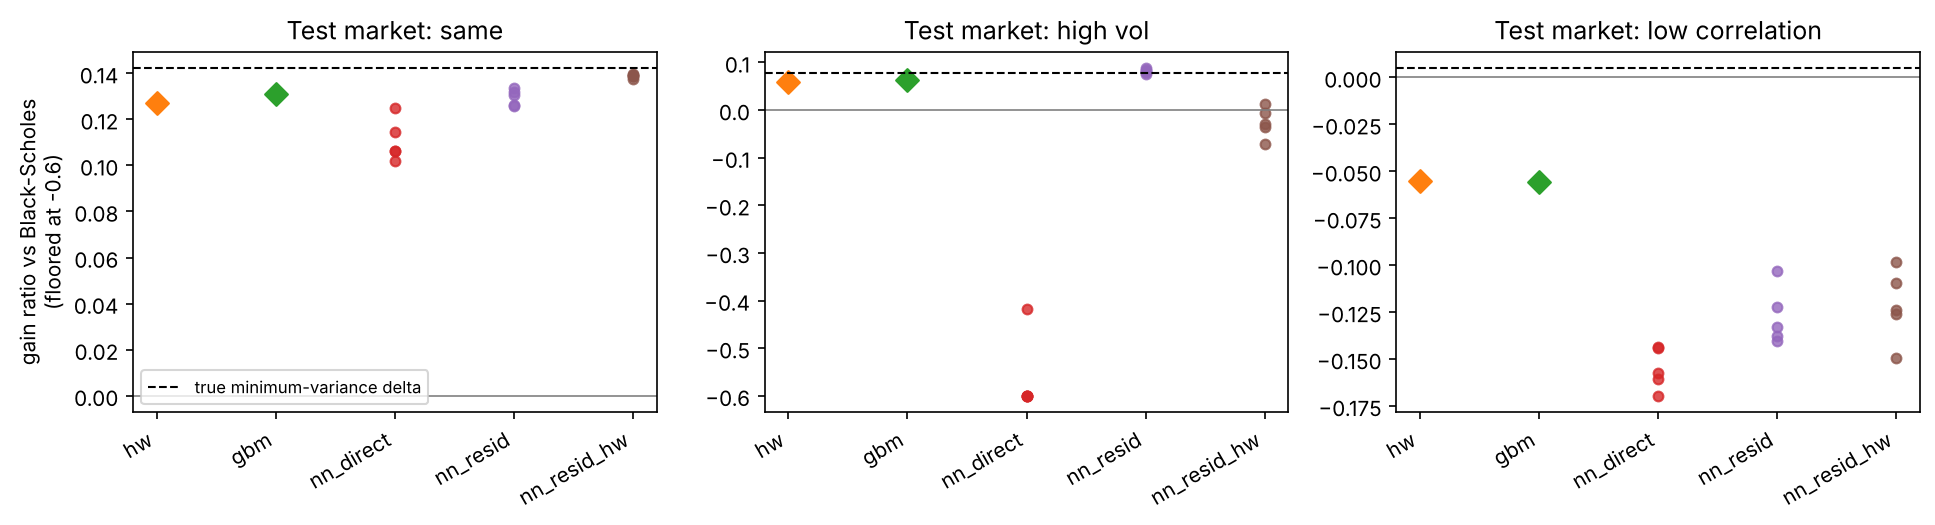 Test market: same
gain ratio vs Black-Scholes
(floored at -0.6)
0.14
0.12
0.10
0.08
0.06
0.04
0.02
0.00
true minimum-variance delta
hw
gbm
nn_direct
nn_resid
nn_resid_hw
Test market: high vol
0.1
0.0
−0.1
−0.2
−0.3
−0.4
−0.5
−0.6
hw
gbm
nn_direct
nn_resid
nn_resid_hw
Test market: low correlation
0.000
−0.025
−0.050
−0.075
−0.100
−0.125
−0.150
−0.175
hw
gbm
nn_direct
nn_resid
nn_resid_hw